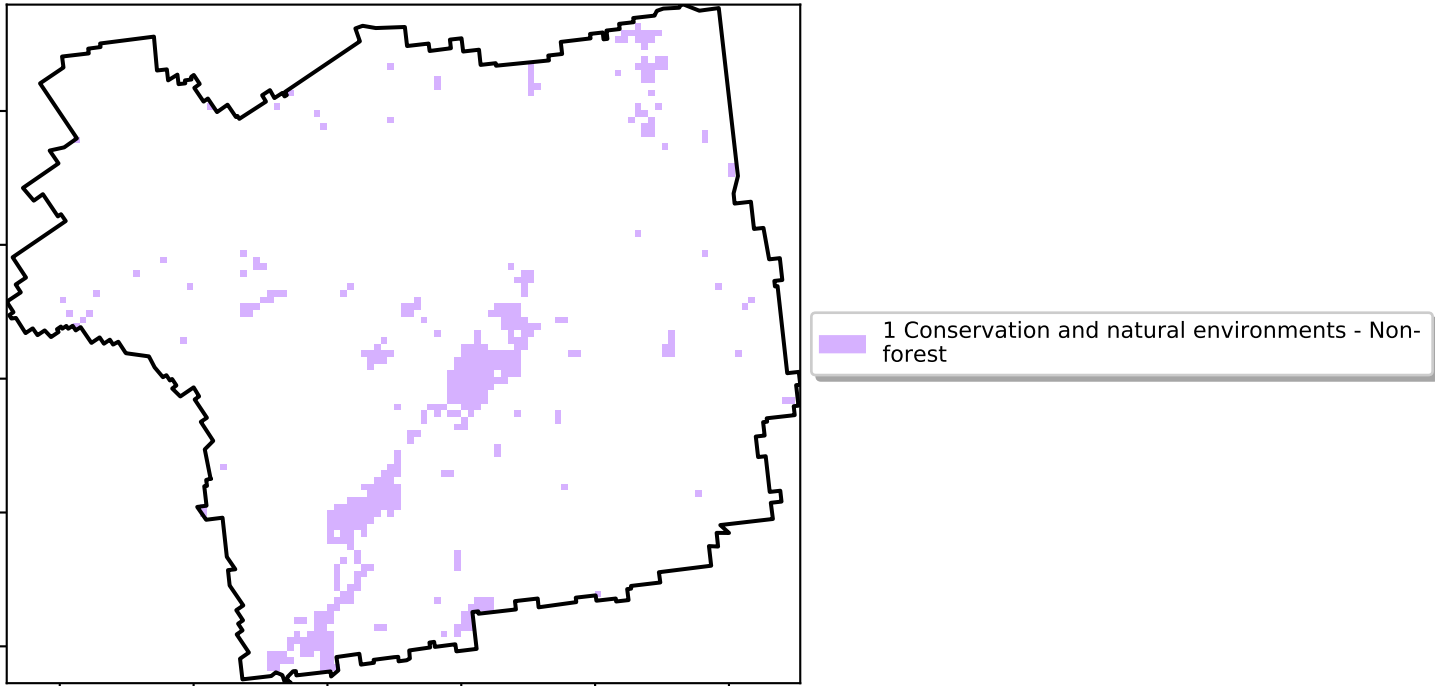 1 Conservation and natural environments - Non-
forest